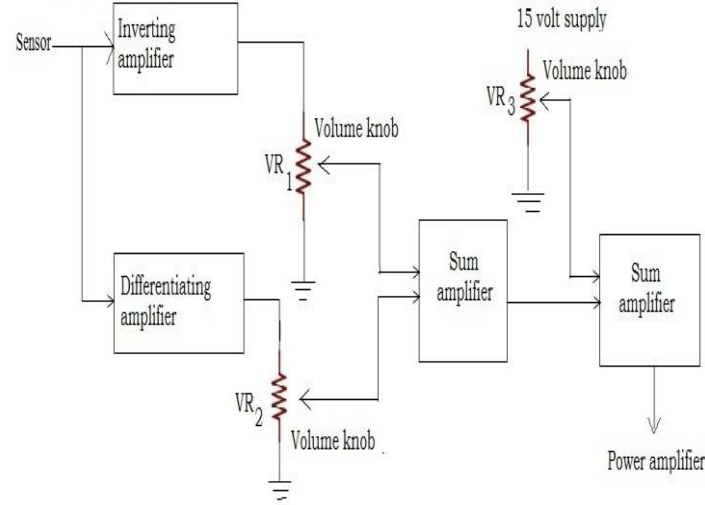 Sensor
Inverting
amplifier
15 volt supply
Volume knob
VR3
Volume knob
VR1
Differentiating
amplifier
Sum
amplifier
Sum
amplifier
VR2
Volume knob
Power amplifier